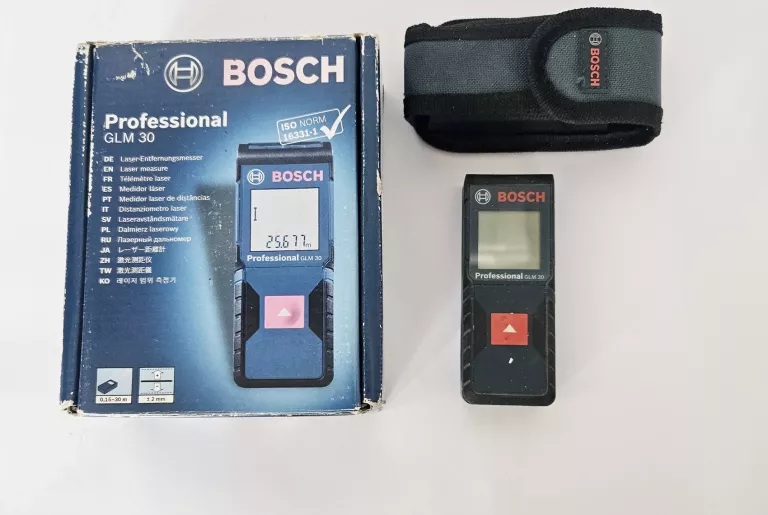 BOSCH
Professional
GLM 30
ISO NORM
16331-1
DE Laser-Entfernungsmesser
EN Laser measure
FR Télémètre laser
ES Medidor láser
PT Medidor laser de distâncias
IT Distanziometro laser
SV Laseravståndsmätare
PL Dalmierz laserowy
RU Лазерный дальномер
JA レーザー距離計
ZH 激光测距仪
TW 激光測距儀
KO 레이저 범위 측정기
BOSCH
25.677m
Professional GLM 30
0,15–30 m
± 2 mm
BOSCH
BOSCH
Professional GLM 30